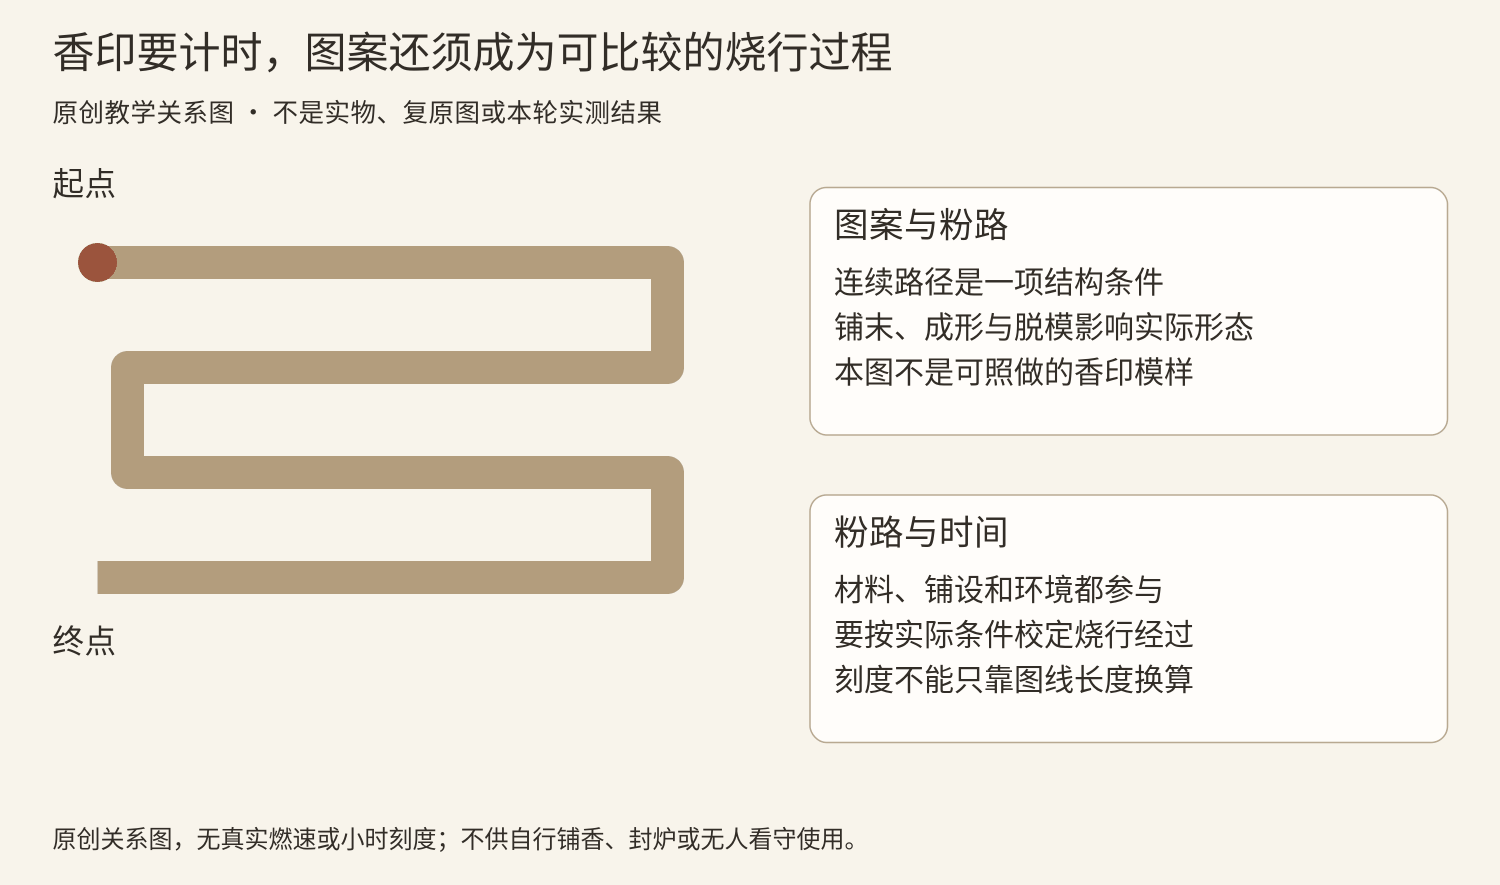 香印要计时，图案还须成为可比较的烧行过程
原创教学关系图 · 不是实物、复原图或本轮实测结果
起点
终点
图案与粉路
连续路径是一项结构条件
铺末、成形与脱模影响实际形态
本图不是可照做的香印模样
粉路与时间
材料、铺设和环境都参与
要按实际条件校定烧行经过
刻度不能只靠图线长度换算
原创关系图，无真实燃速或小时刻度；不供自行铺香、封炉或无人看守使用。